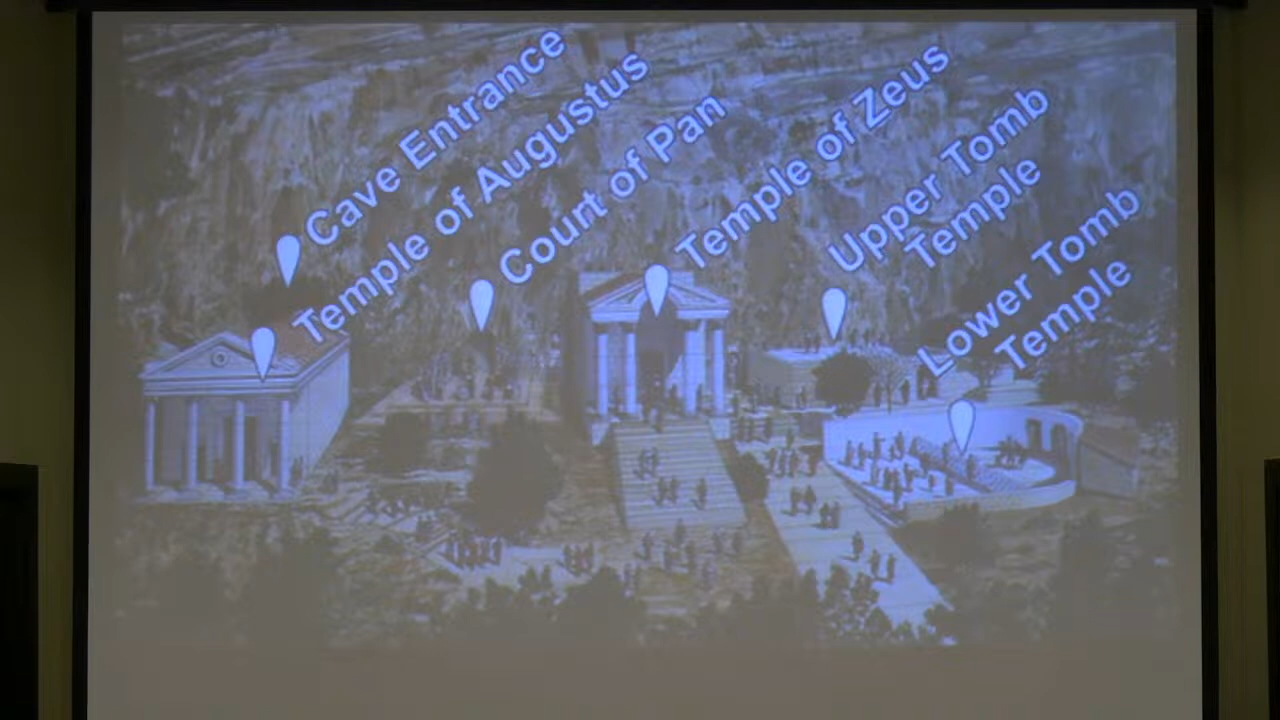 Cave Entrance
Temple of Augustus
Court of Pan
Temple of Zeus
Upper Tomb
Temple
Lower Tomb
Temple